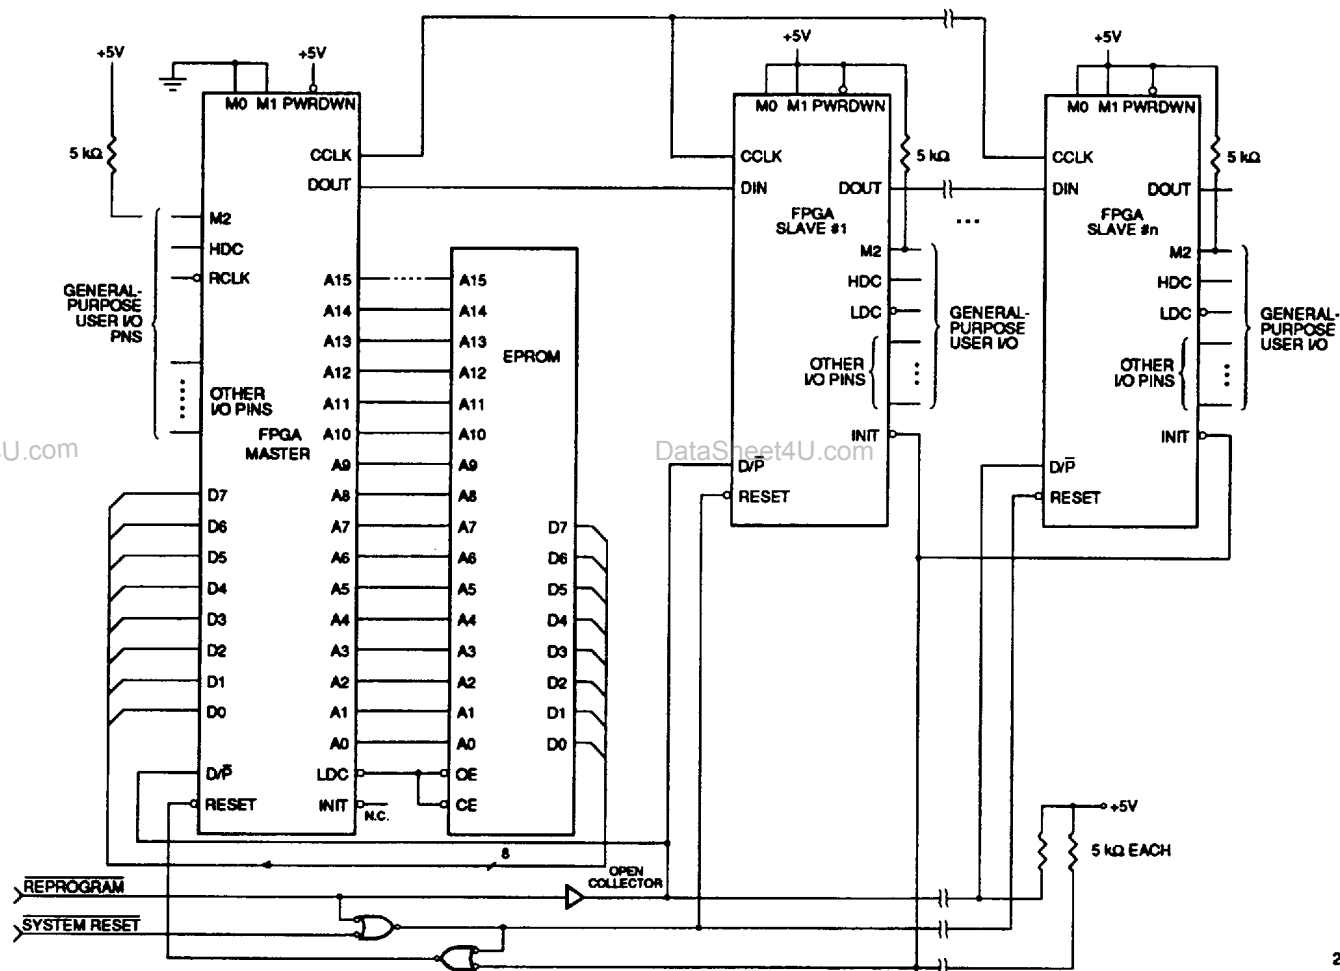 +5V
+5V
+5V
+5V
M0 M1 PWRDWN
M0
M1 PWRDWN
M0
M1 PWRDWN
5 kΩ
CCLK
DOUT
CCLK
5 kΩ
CCLK
5 kΩ
DIN
DOUT
DIN
DOUT
FPGA
SLAVE #1
...
FPGA
SLAVE #n
M2
HDC
RCLK
GENERAL-
PURPOSE
USER I/O
PNS
OTHER
I/O PINS
FPGA
MASTER
A15
A14
A13
A12
A11
A10
A9
A8
A7
A6
A5
A4
A3
A2
A1
A0
LDC
INIT
N.C.
D7
D6
D5
D4
D3
D2
D1
D0
D/P̅
RESET
A15
A14
A13
A12
A11
A10
A9
A8
A7
A6
A5
A4
A3
A2
A1
A0
OE
CE
EPROM
D7
D6
D5
D4
D3
D2
D1
D0
M2
HDC
LDC
GENERAL-
PURPOSE
USER I/O
OTHER
I/O PINS
INIT
D/P̅
RESET
M2
HDC
LDC
GENERAL-
PURPOSE
USER I/O
OTHER
I/O PINS
INIT
D/P̅
RESET
4U.com
DataSheet4U.com
+5V
5 kΩ EACH
8
OPEN
COLLECTOR
REPROGRAM
SYSTEM RESET
2